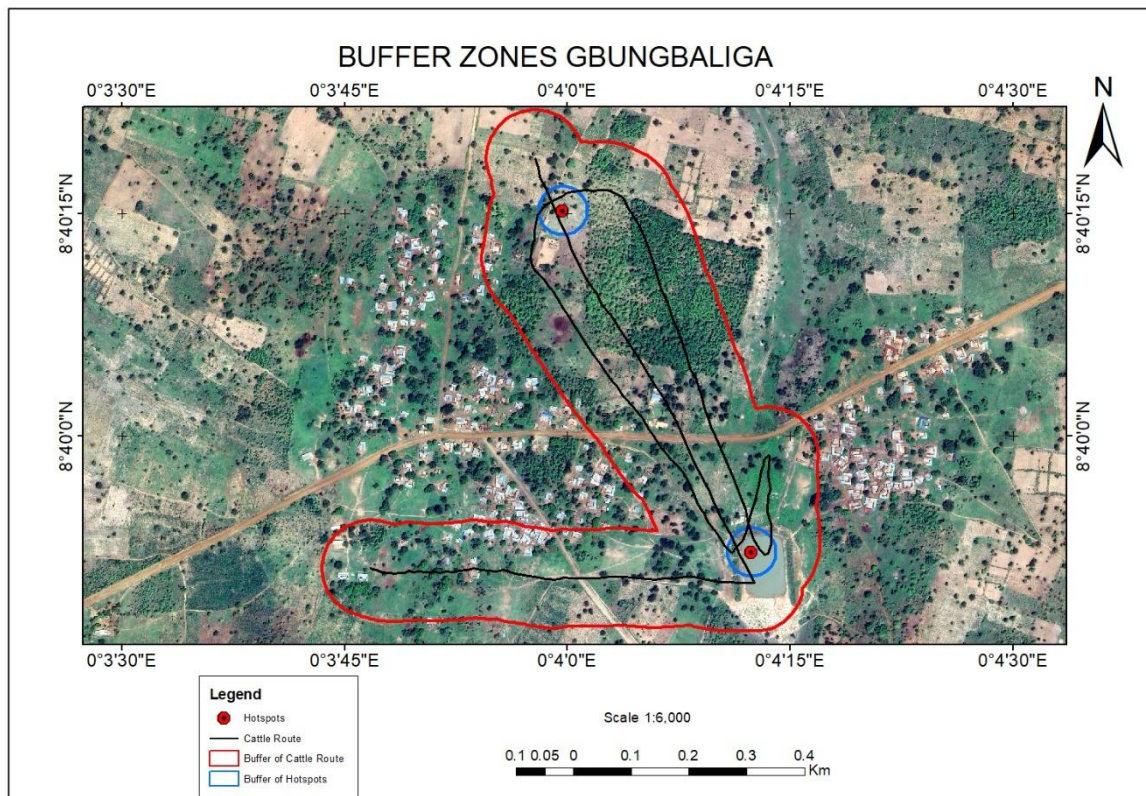 BUFFER ZONES GBUNGBALIGA
0°3'30"E 0°3'45"E 0°4'0"E 0°4'15"E 0°4'30"E
N
8°40'15"N 8°40'15"N
8°40'0"N 8°40'0"N
0°3'30"E 0°3'45"E 0°4'0"E 0°4'15"E 0°4'30"E
Legend
Hotspots
Cattle Route
Buffer of Cattle Route
Buffer of Hotspots
Scale 1:6,000
0.1 0.05 0 0.1 0.2 0.3 0.4
Km